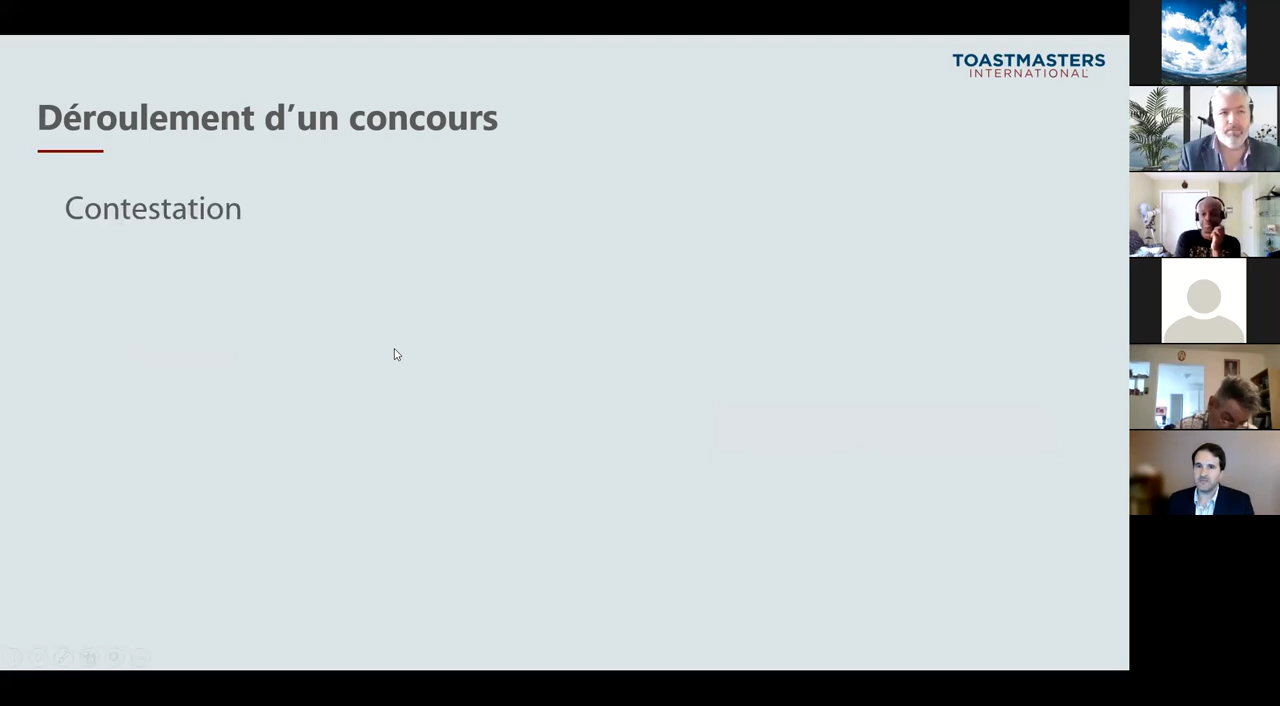 TOASTMASTERS
INTERNATIONAL
Déroulement d’un concours
Contestation